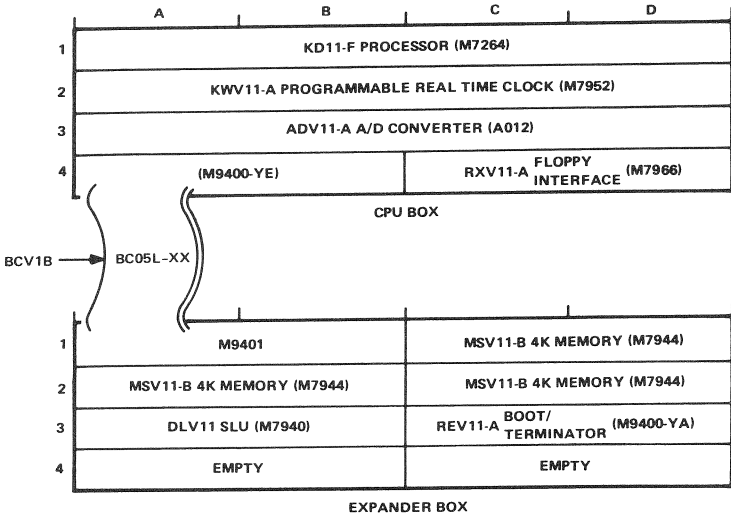 A B C D
1 KD11-F PROCESSOR (M7264)
2 KWV11-A PROGRAMMABLE REAL TIME CLOCK (M7952)
3 ADV11-A A/D CONVERTER (A012)
4 (M9400-YE) RXV11-A FLOPPY INTERFACE (M7966)
CPU BOX
BCV1B BC05L-XX
1 M9401 MSV11-B 4K MEMORY (M7944)
2 MSV11-B 4K MEMORY (M7944) MSV11-B 4K MEMORY (M7944)
3 DLV11 SLU (M7940) REV11-A BOOT/ TERMINATOR (M9400-YA)
4 EMPTY EMPTY
EXPANDER BOX